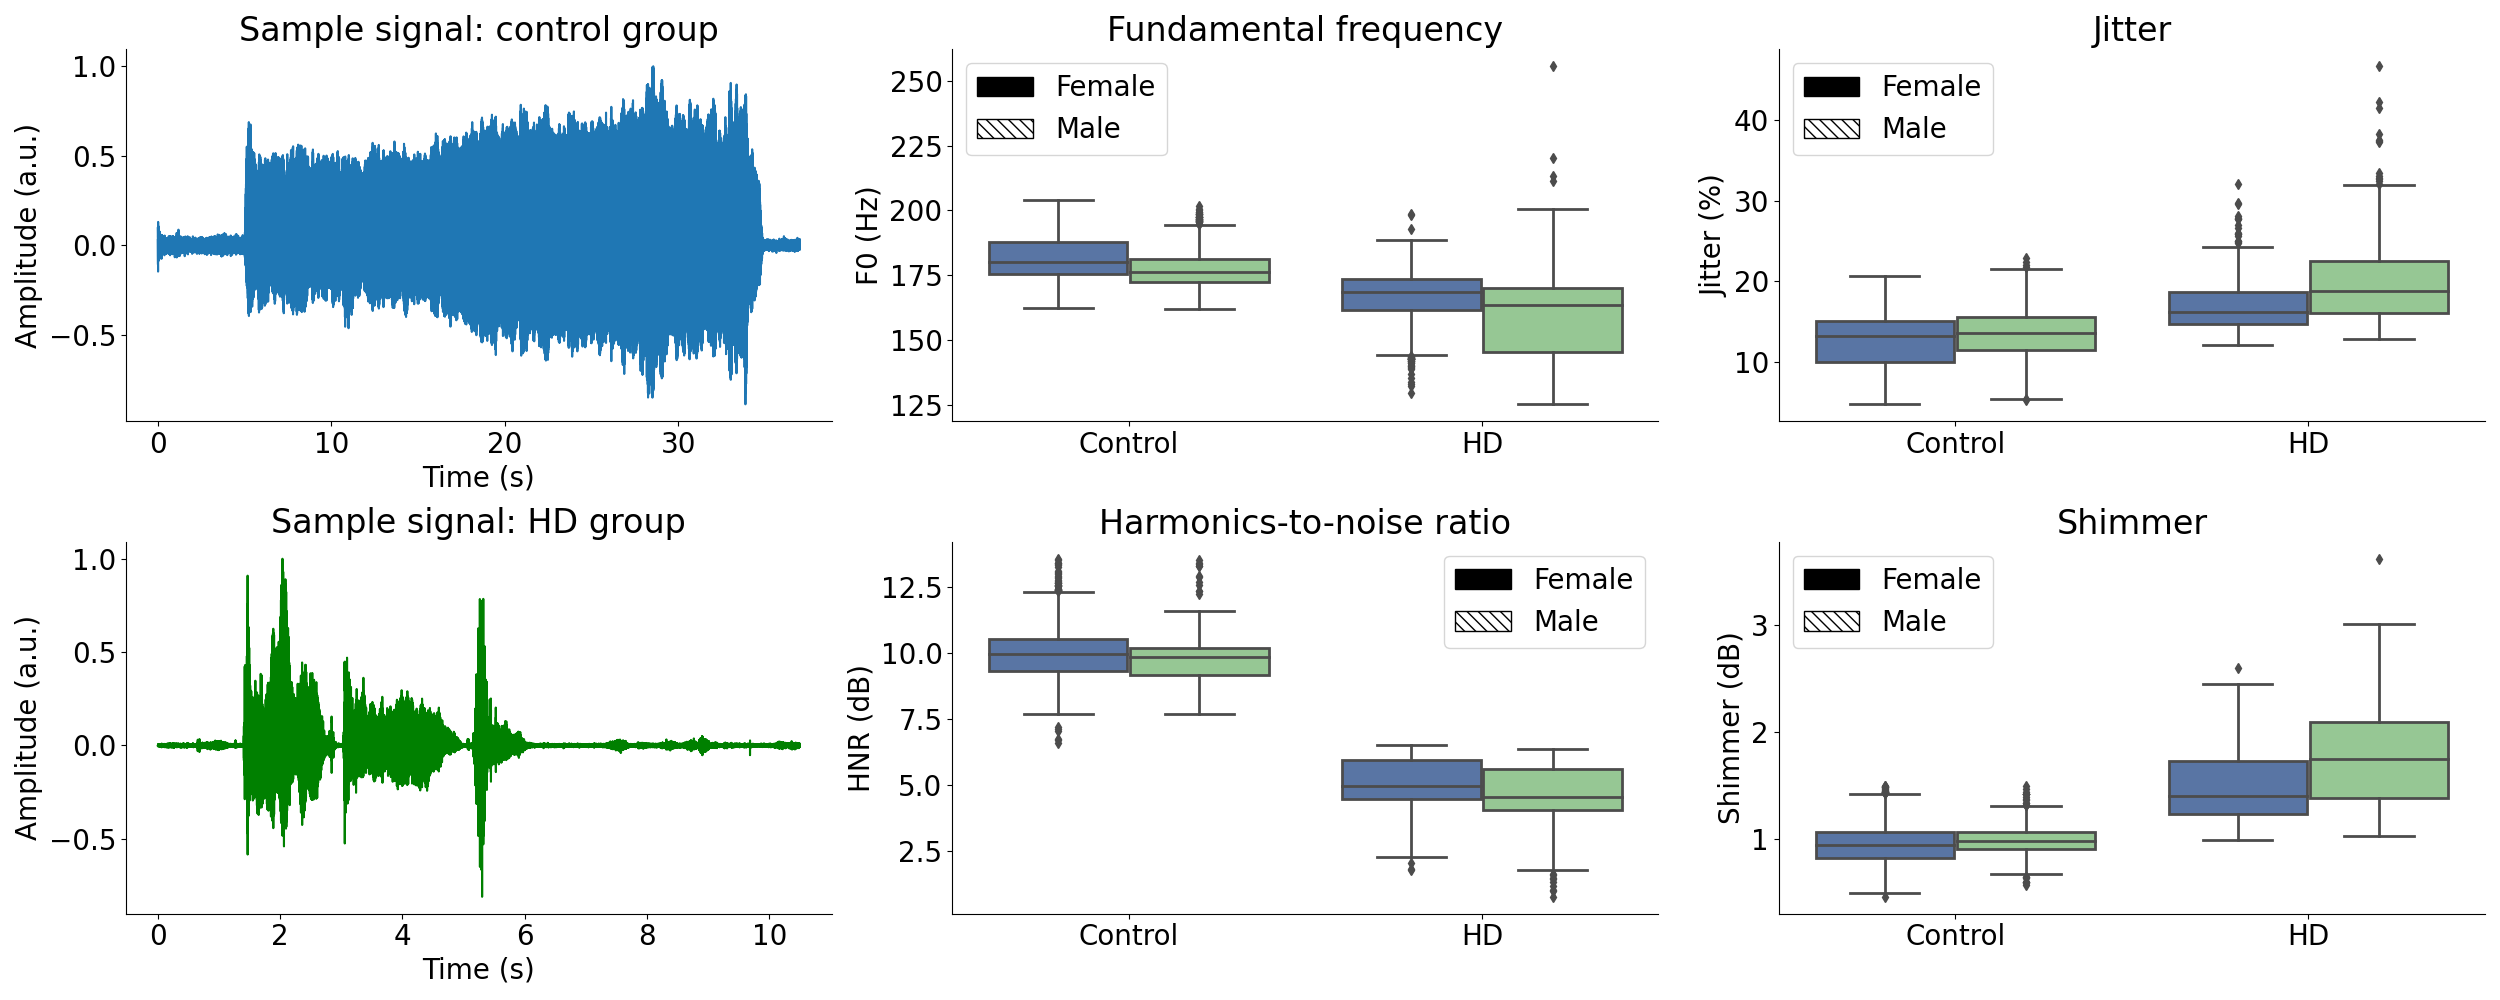 Sample signal: control group
1.0
0.5
0.0
−0.5
Amplitude (a.u.)
0 10 20 30
Time (s)
Fundamental frequency
Female
Male
250
225
200
175
150
125
F0 (Hz)
Control HD
Jitter
Female
Male
40
30
20
10
Jitter (%)
Control HD
Sample signal: HD group
1.0
0.5
0.0
−0.5
Amplitude (a.u.)
0 2 4 6 8 10
Time (s)
Harmonics-to-noise ratio
Female
Male
12.5
10.0
7.5
5.0
2.5
HNR (dB)
Control HD
Shimmer
Female
Male
3
2
1
Shimmer (dB)
Control HD